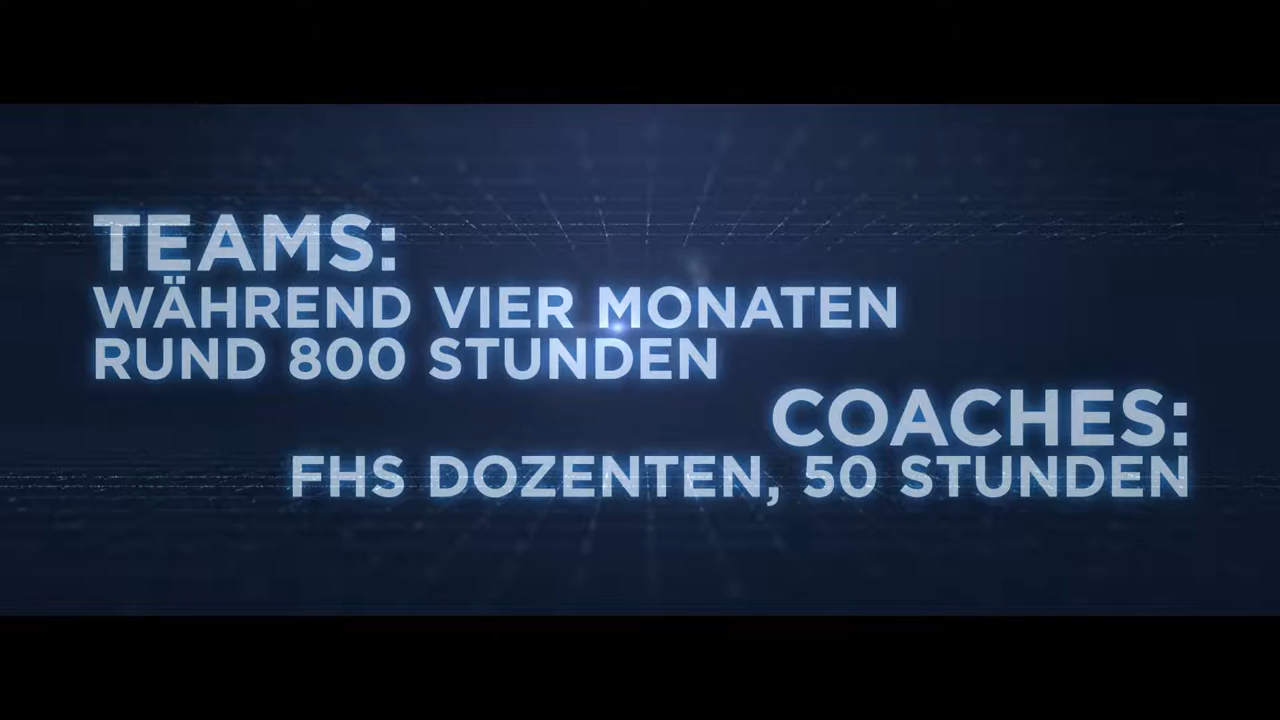 TEAMS:
WÄHREND VIER MONATEN
RUND 800 STUNDEN
COACHES:
FHS DOZENTEN, 50 STUNDEN